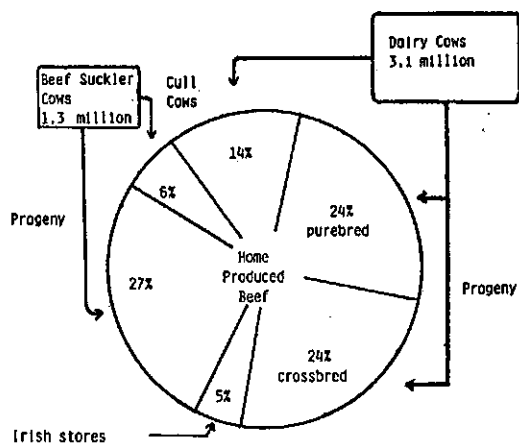 Dairy Cows
3.1 million
Beef Suckler
Cows
1.3 million
Cull
Cows
14%
6%
24%
purebred
Progeny
Home
Produced
Beef
27%
Progeny
24%
crossbred
5%
Irish stores